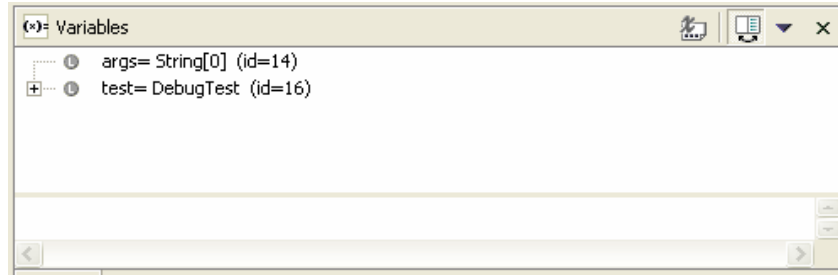 (x)= Variables
args= String[0] (id=14)
test= DebugTest (id=16)